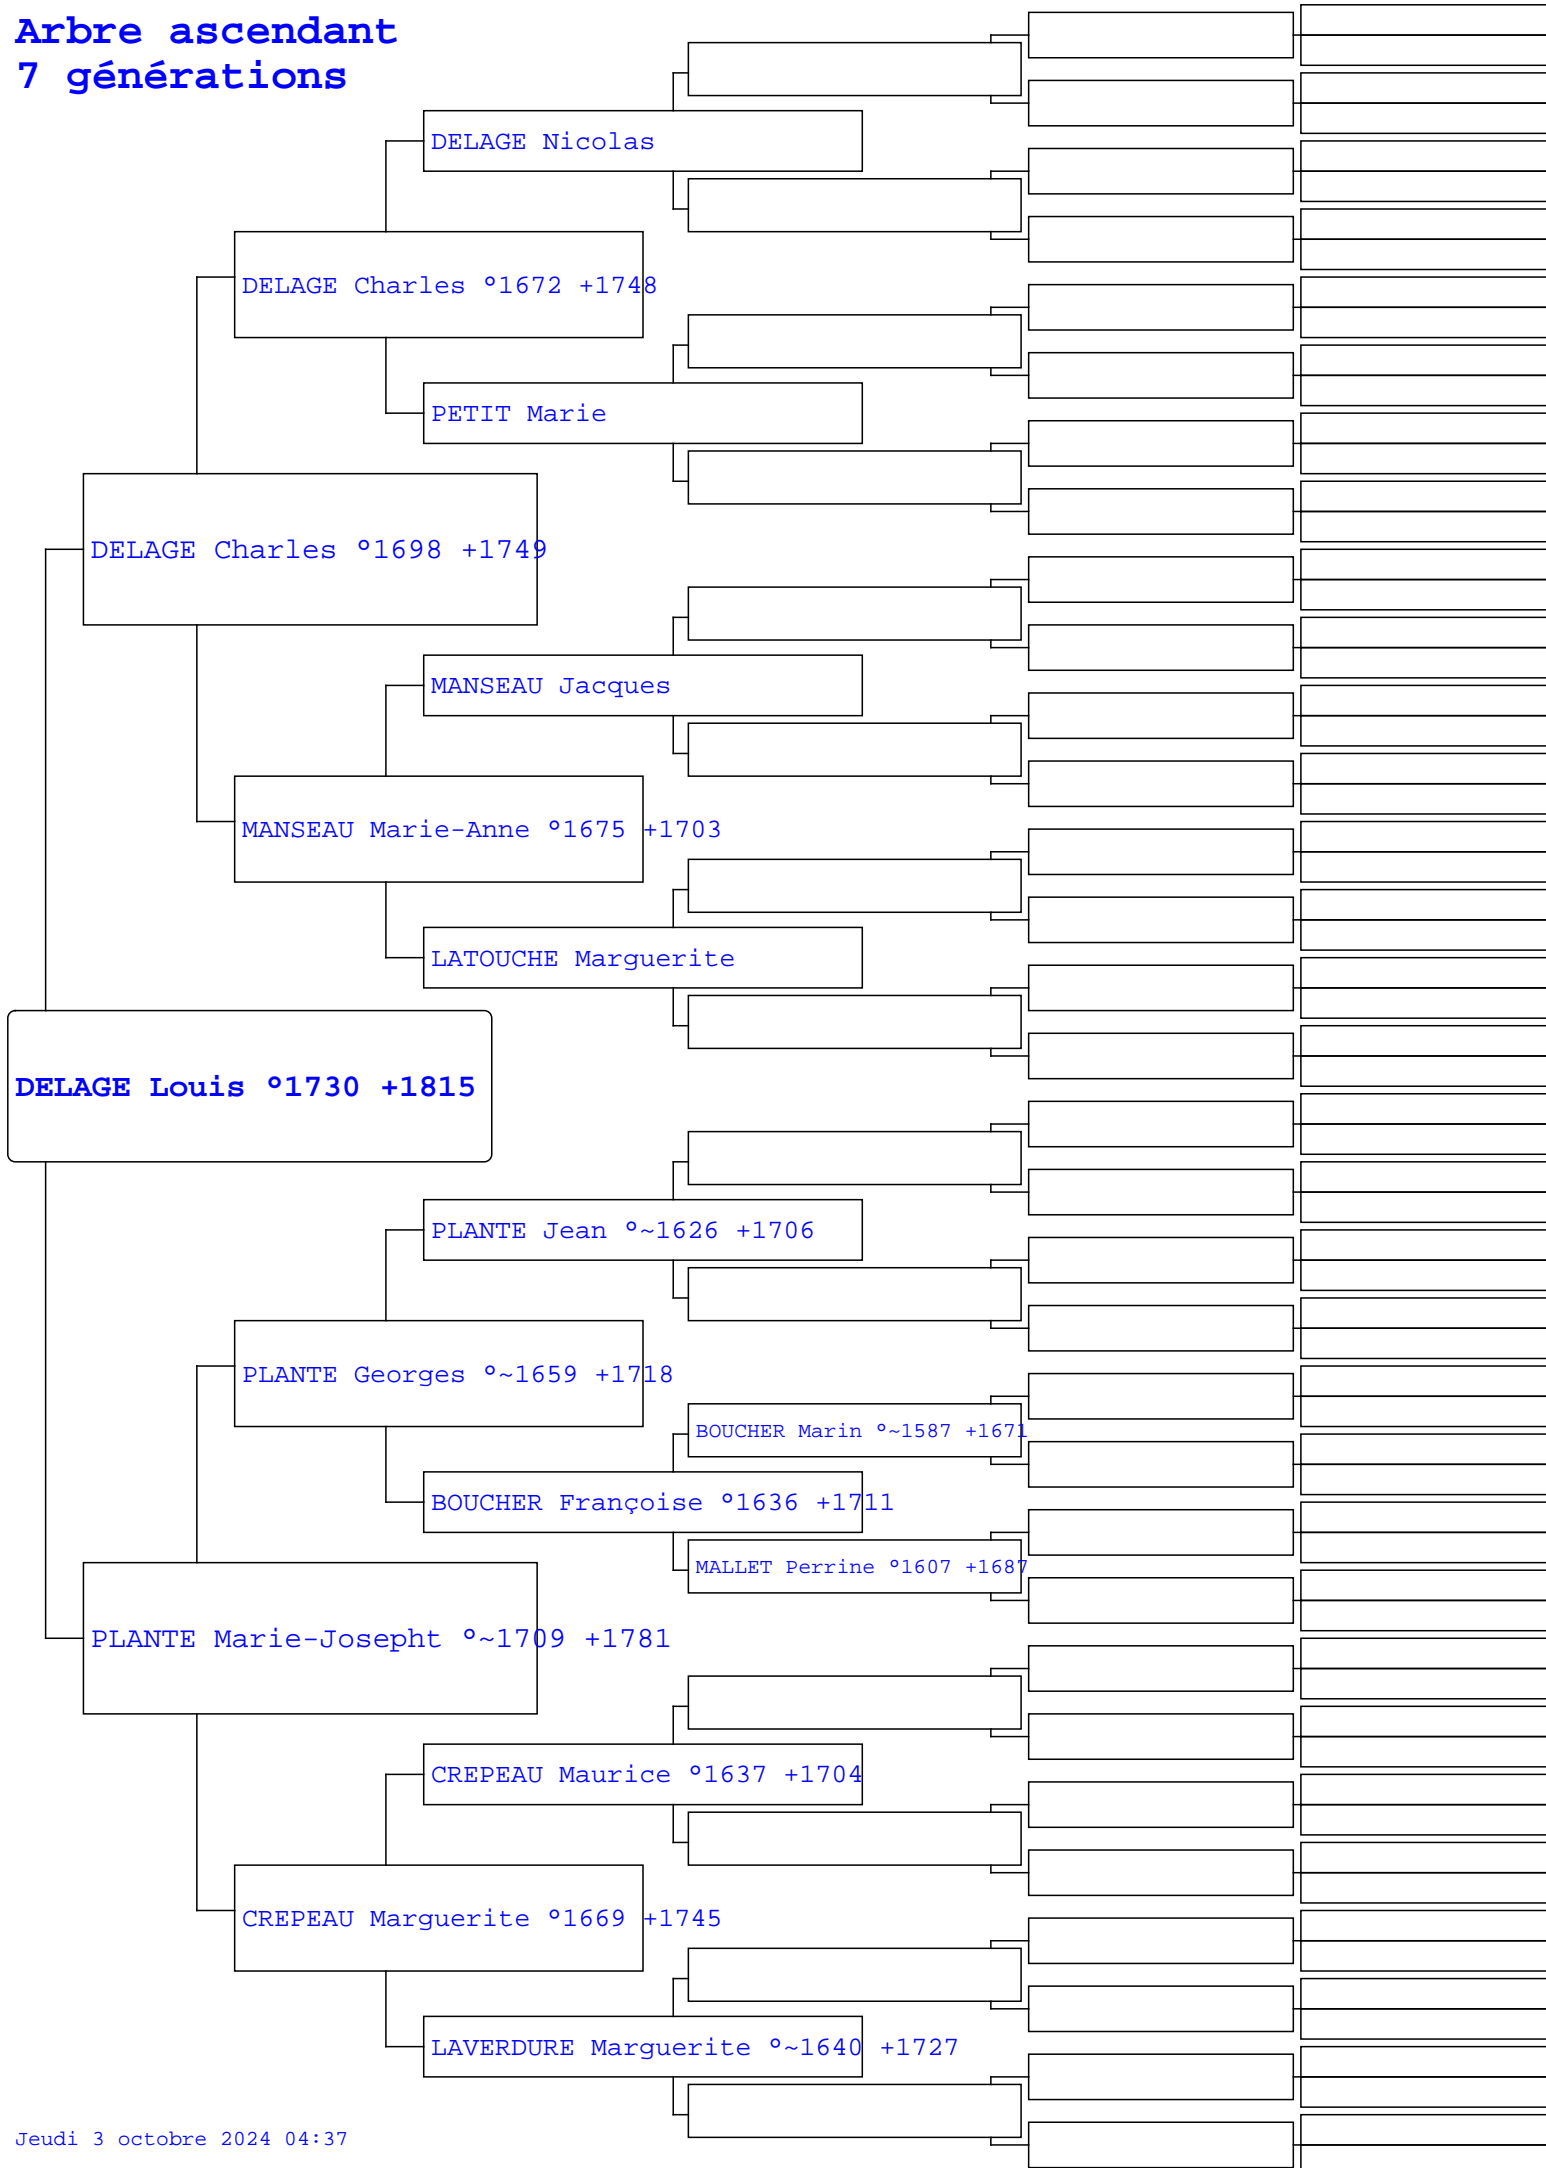 Arbre ascendant
7 générations
DELAGE Nicolas
DELAGE Charles °1672 +1748
PETIT Marie
DELAGE Charles °1698 +1749
MANSEAU Jacques
MANSEAU Marie-Anne °1675 +1703
LATOUCHE Marguerite
DELAGE Louis °1730 +1815
PLANTE Jean °~1626 +1706
PLANTE Georges °~1659 +1718
BOUCHER Marin °~1587 +1671
BOUCHER Françoise °1636 +1711
MALLET Perrine °1607 +1687
PLANTE Marie-Josepht °~1709 +1781
CREPEAU Maurice °1637 +1704
CREPEAU Marguerite °1669 +1745
LAVERDURE Marguerite °~1640 +1727
Jeudi 3 octobre 2024 04:37